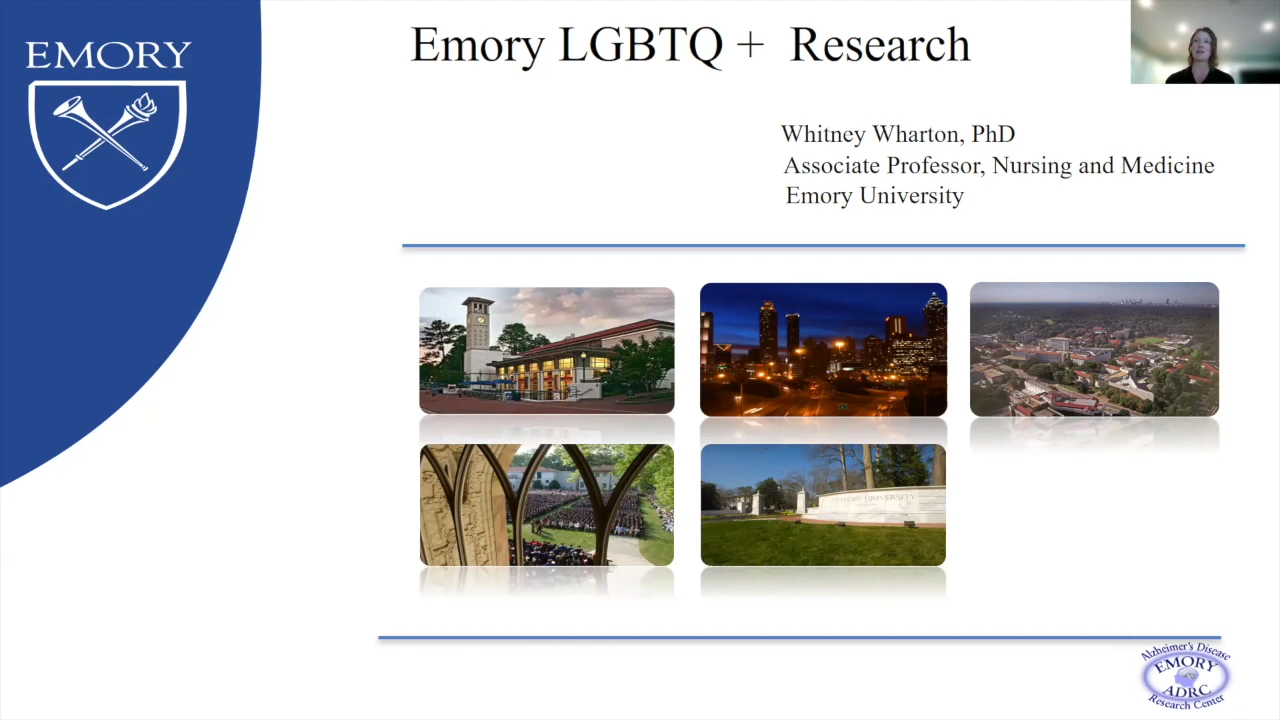 EMORY
Emory LGBTQ + Research
Whitney Wharton, PhD
Associate Professor, Nursing and Medicine
Emory University
EMORY UNIVERSITY
Alzheimer's Disease
EMORY
ADRC
Research Center